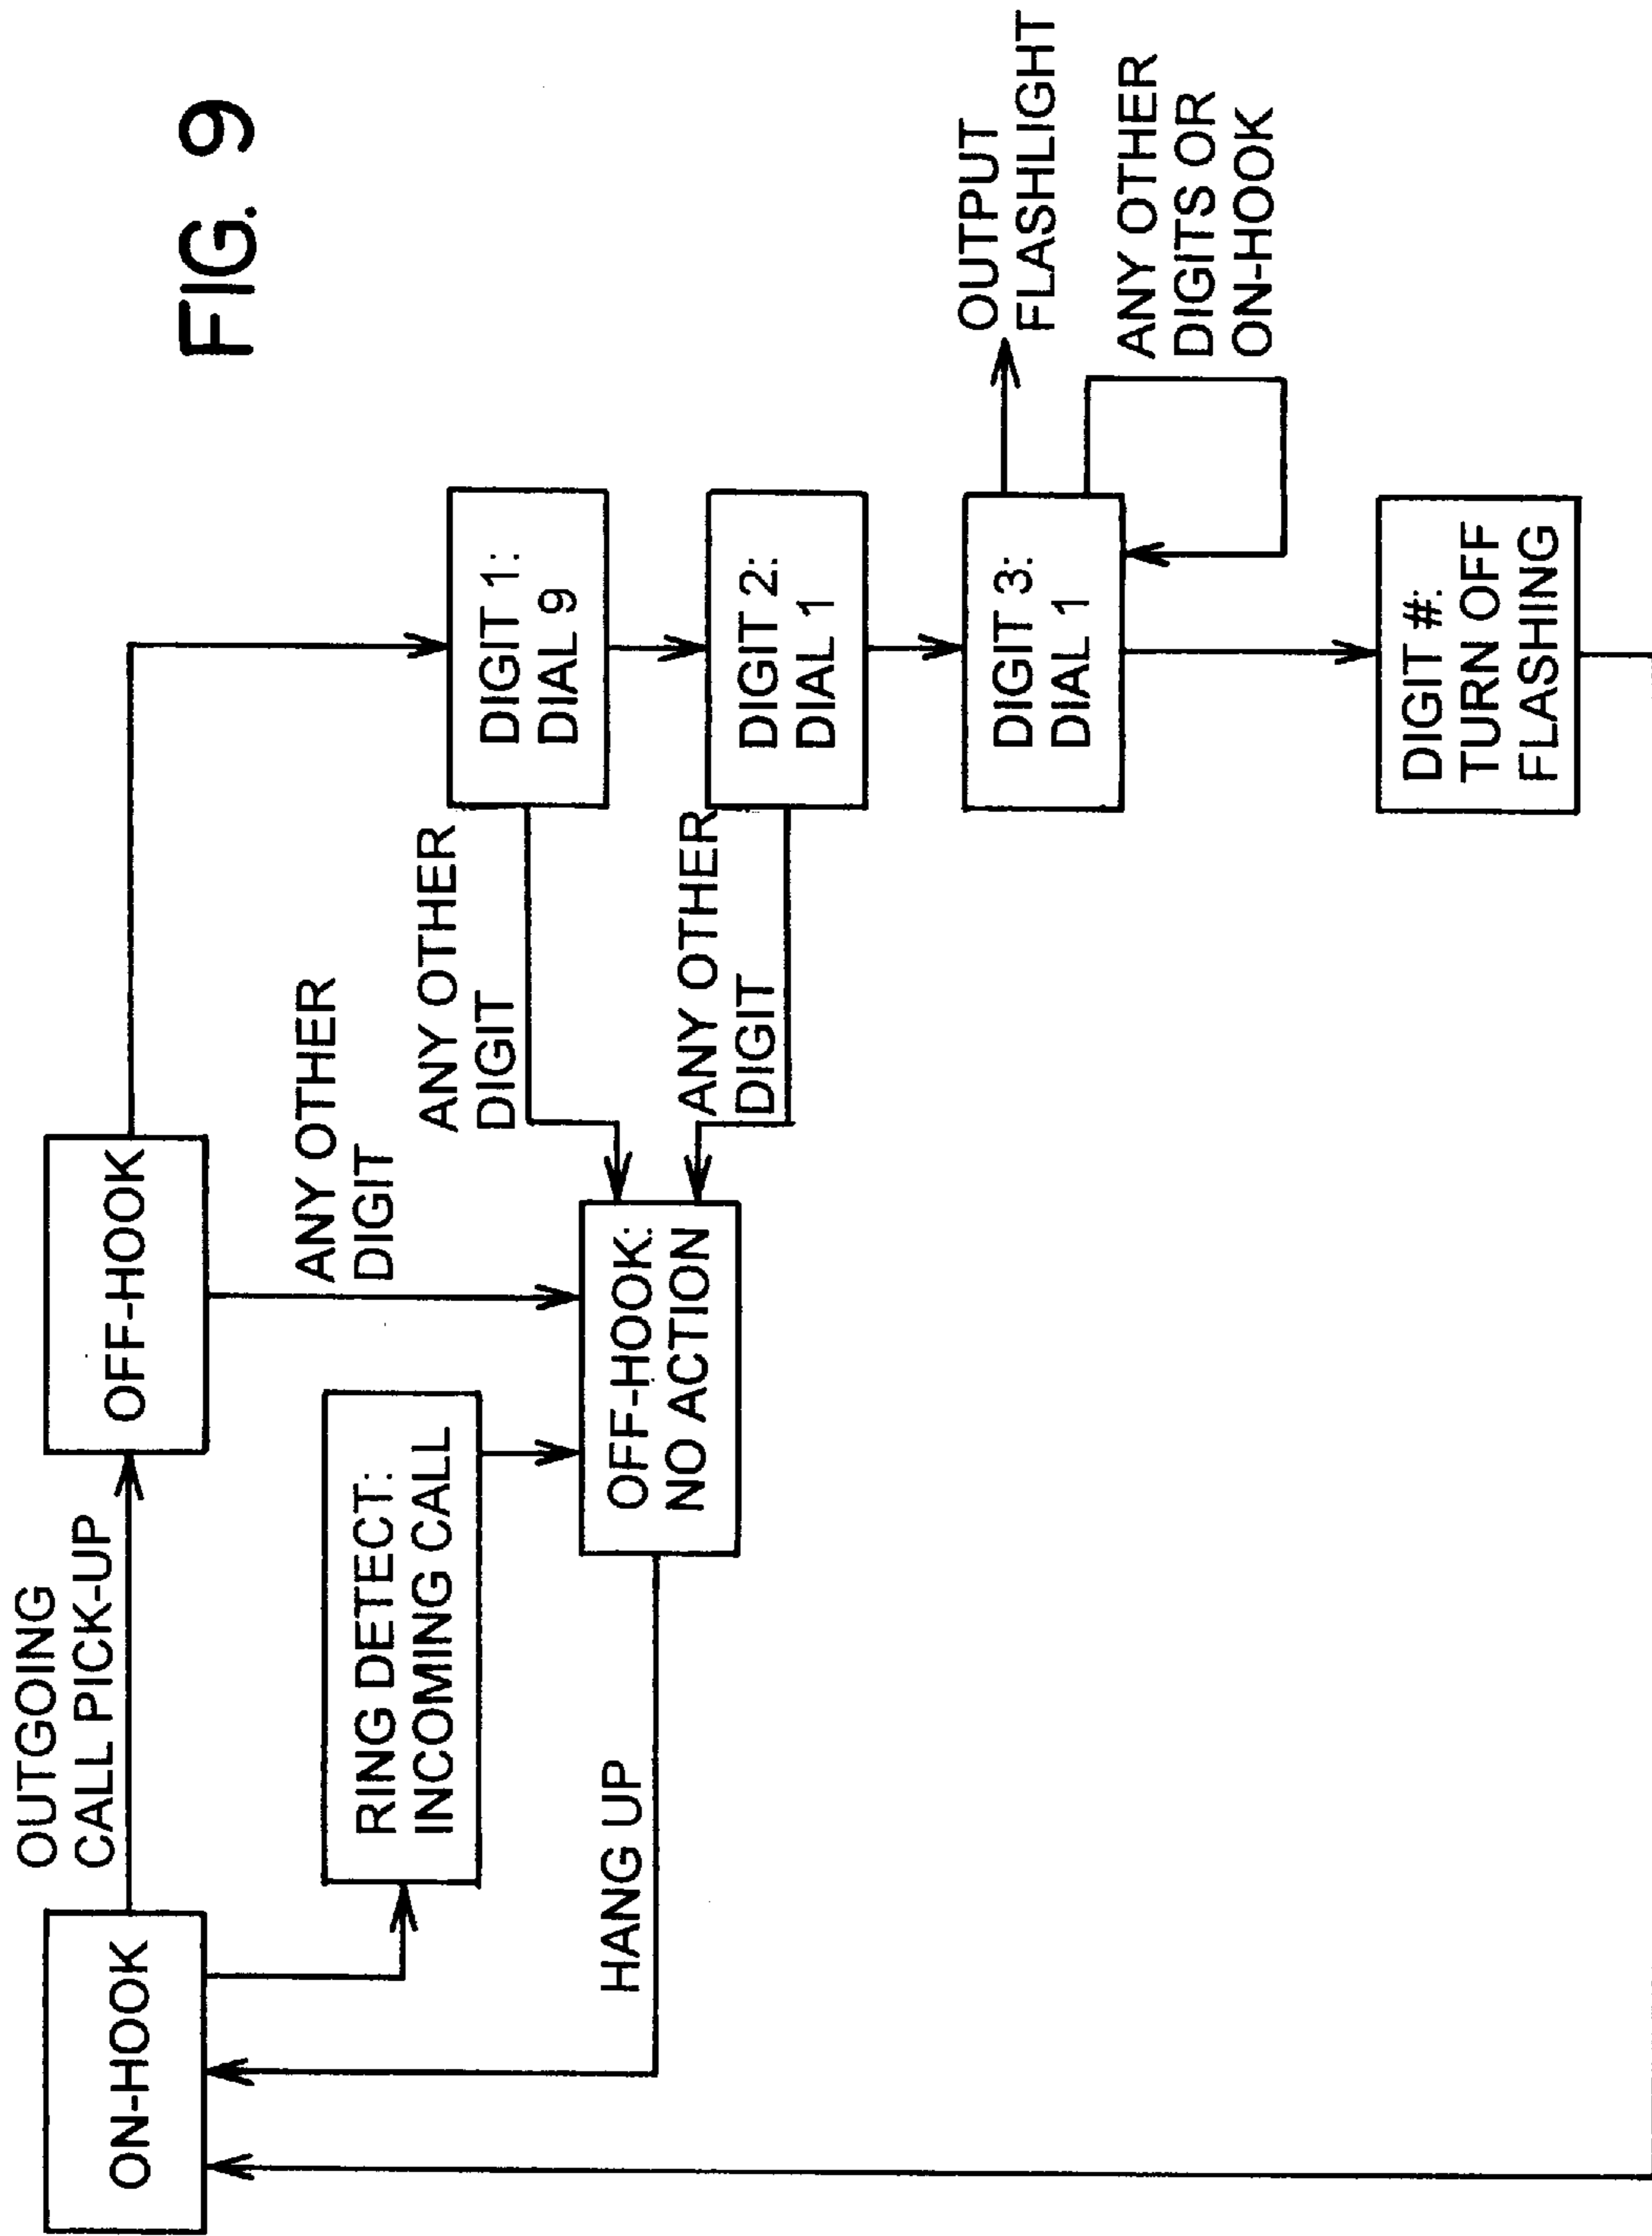 FIG. 9
OUTGOING
CALL PICK-UP
ON-HOOK
OFF-HOOK
RING DETECT:
INCOMING CALL
ANY OTHER
DIGIT
HANG UP
OFF-HOOK:
NO ACTION
ANY OTHER
DIGIT
DIGIT 1:
DIAL 9
ANY OTHER
DIGIT
DIGIT 2:
DIAL 1
DIGIT 3:
DIAL 1
OUTPUT
FLASHLIGHT
ANY OTHER
DIGITS OR
ON-HOOK
DIGIT #:
TURN OFF
FLASHING